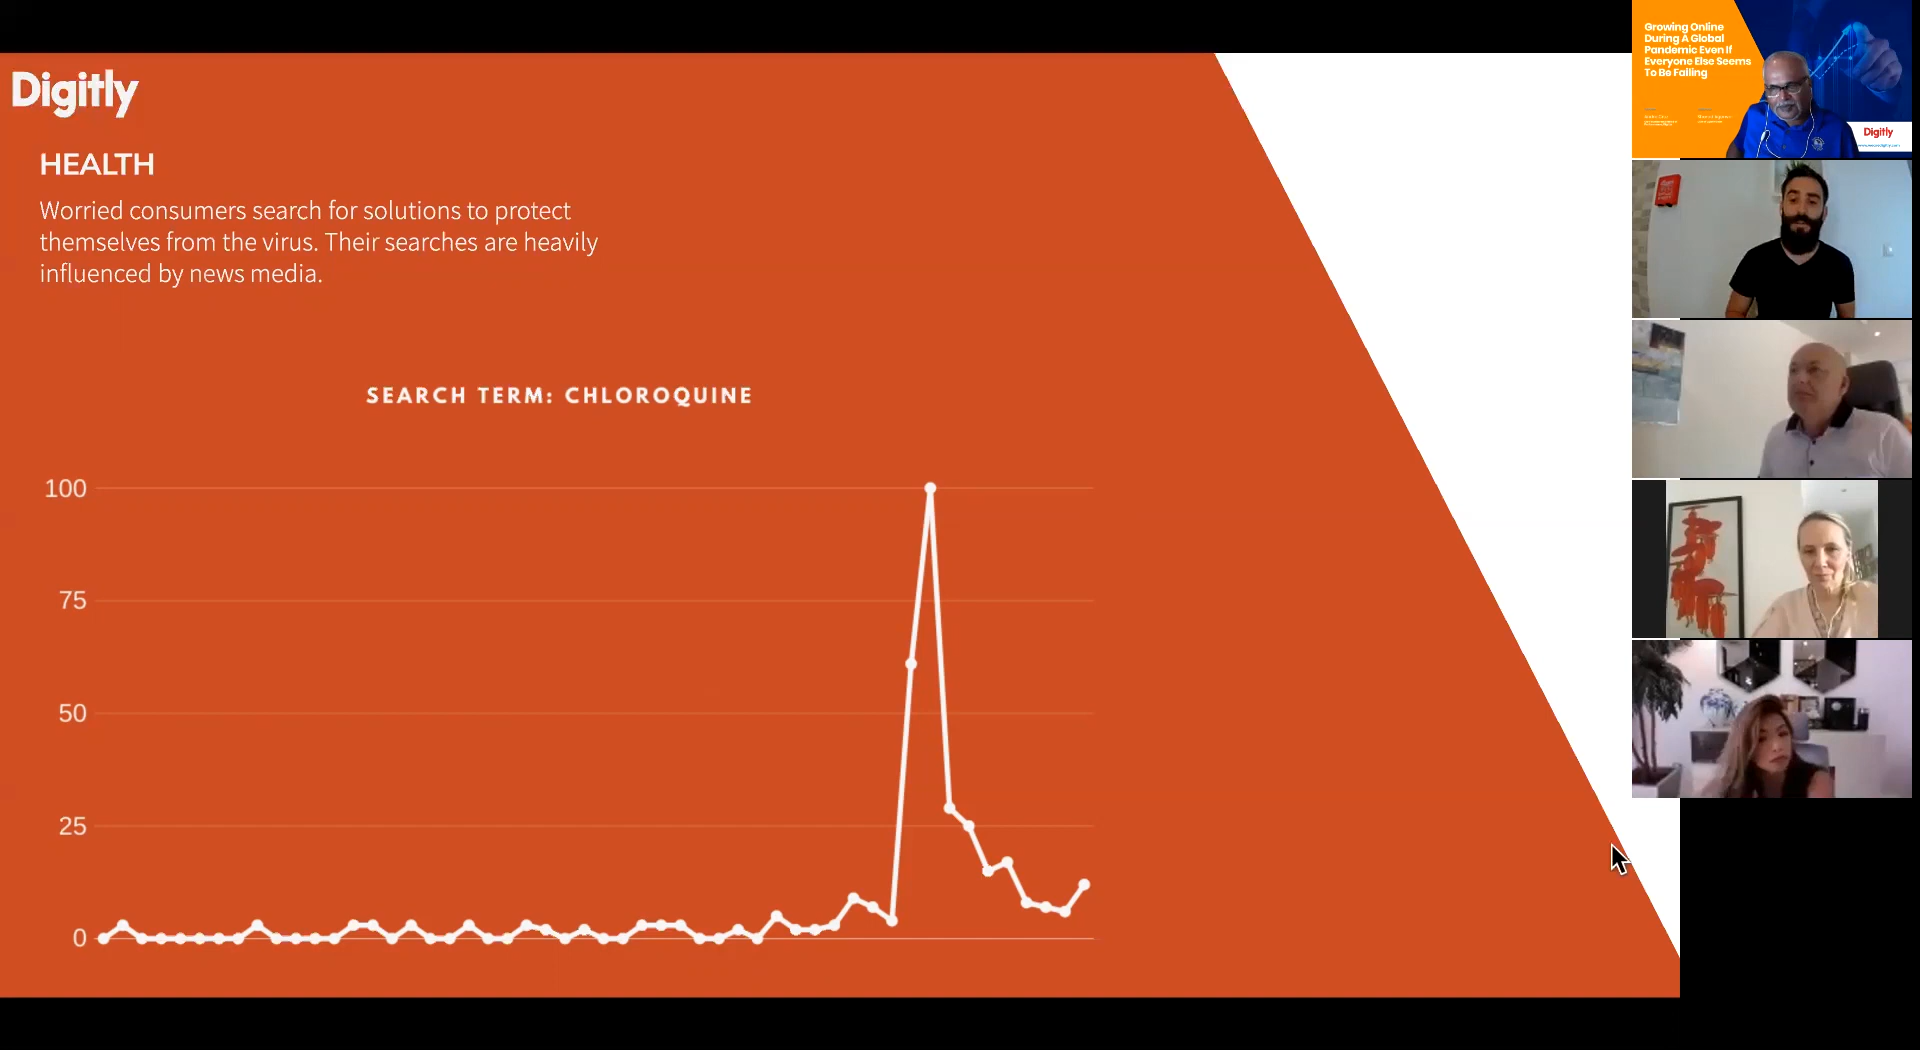 Digitly
HEALTH
Worried consumers search for solutions to protect
themselves from the virus. Their searches are heavily
influenced by news media.
SEARCH TERM: CHLOROQUINE
100
75
50
25
0
Growing Online
During A Global
Pandemic Even If
Everyone Else Seems
To Be Failing
Digitly